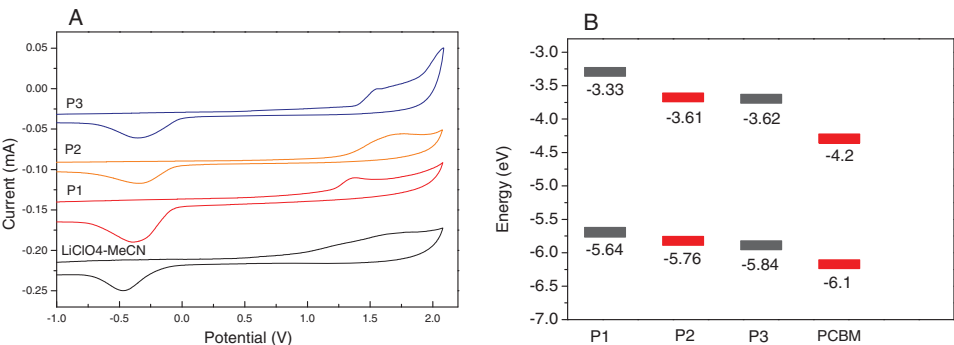 A
0.05
0.00
-0.05
-0.10
-0.15
-0.20
-0.25
Current (mA)
P3
P2
P1
LiClO4-MeCN
-1.0 -0.5 0.0 0.5 1.0 1.5 2.0
Potential (V)
B
-3.0
-3.5
-4.0
-4.5
-5.0
-5.5
-6.0
-6.5
-7.0
Energy (eV)
-3.33
-3.61
-3.62
-4.2
-5.64
-5.76
-5.84
-6.1
P1 P2 P3 PCBM